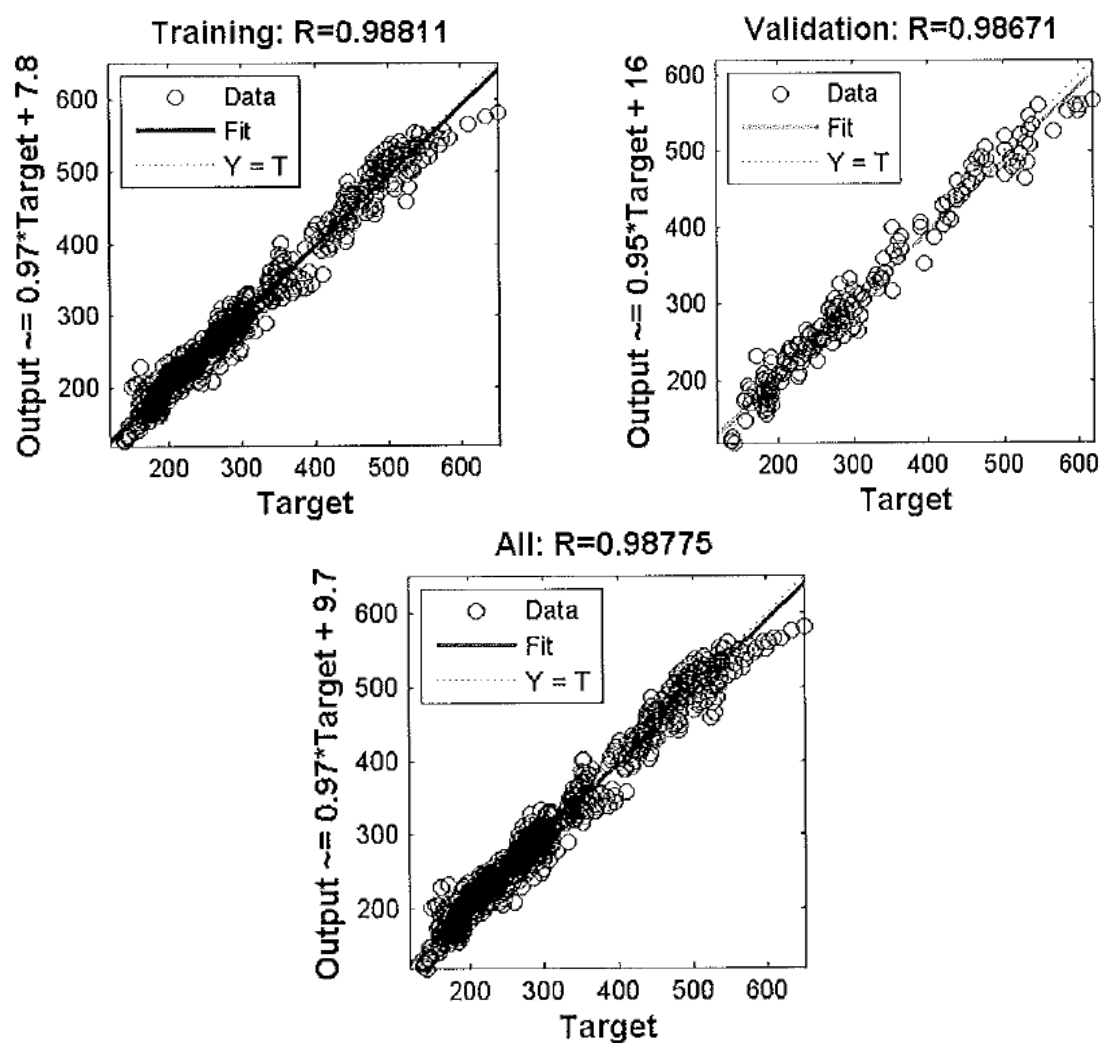 Training: R=0.98811
Output ~= 0.97*Target + 7.8
600
500
400
300
200
Data
Fit
Y = T
200 300 400 500 600
Target
Validation: R=0.98671
Output ~= 0.95*Target + 16
600
500
400
300
200
Data
Fit
Y = T
200 300 400 500 600
Target
All: R=0.98775
Output ~= 0.97*Target + 9.7
600
500
400
300
200
Data
Fit
Y = T
200 300 400 500 600
Target